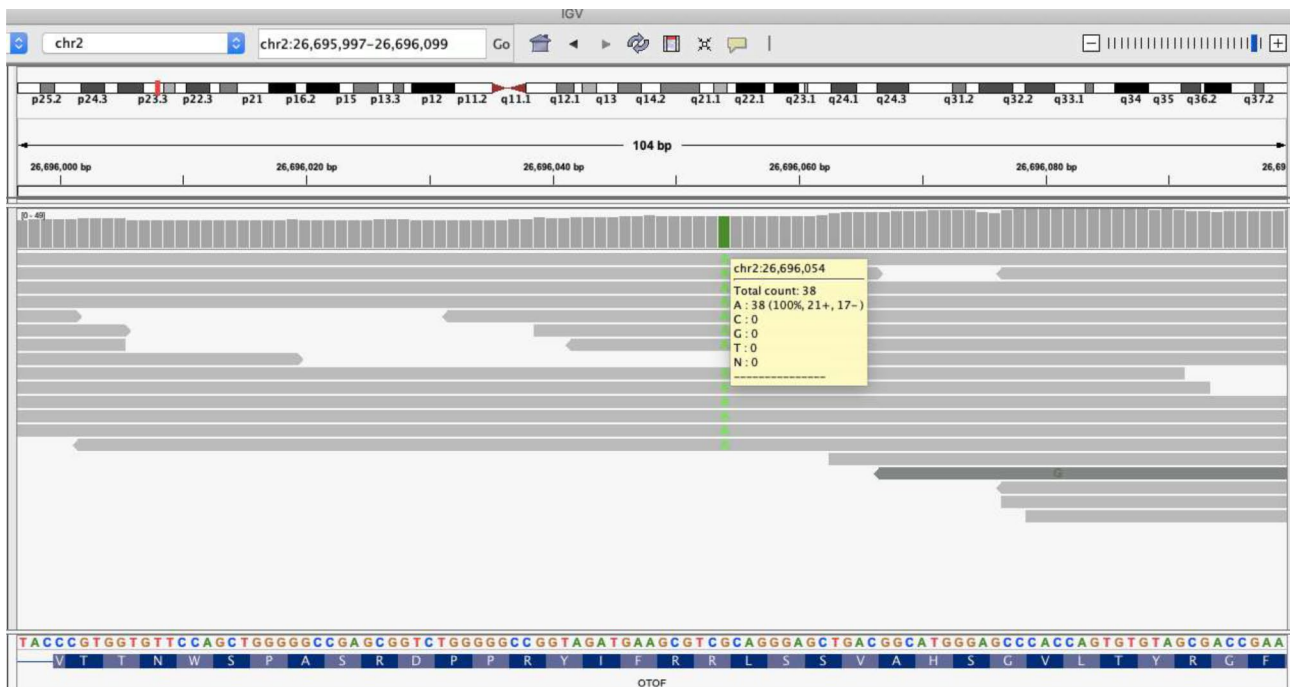 IGV
chr2 chr2:26,695,997-26,696,099 Go
p25.2 p24.3 p23.3 p22.3 p21 p16.2 p15 p13.3 p12 p11.2 q11.1 q12.1 q13 q14.2 q21.1 q22.1 q23.1 q24.1 q24.3 q31.2 q32.2 q33.1 q34 q35 q36.2 q37.2
104 bp
26,696,000 bp 26,696,020 bp 26,696,040 bp 26,696,060 bp 26,696,080 bp 26,69
[0 - 49]
chr2:26,696,054
Total count: 38
A : 38 (100%, 21+, 17- )
C : 0
G : 0
T : 0
N : 0
---------------
G
TACCCGTGGTGTTCCAGCTGGGGGCCGAGCGGTCTGGGGGCCGGTAGATGAAGCGTCGCAGGGAGCTGACGGCATGGGAGCCCACCAGTGTGTAGCGACCGAA
V T T N W S P A S R D P P R Y I F R R L S S V A H S G V L T Y R G F
OTOF